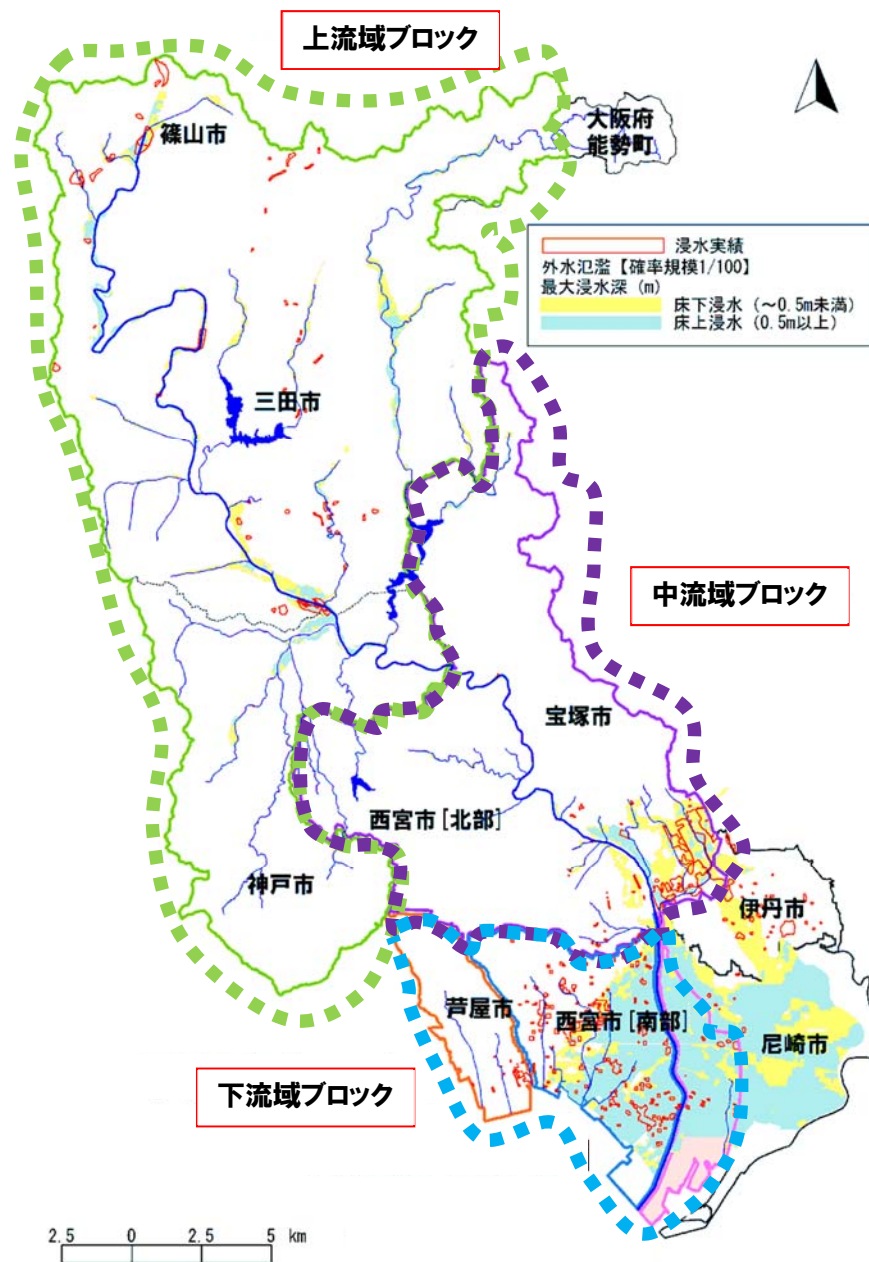 上流域ブロック
篠山市
大阪府
能勢町
浸水実績
外水氾濫【確率規模1/100】
最大浸水深（m）
床下浸水（～0.5m未満）
床上浸水（0.5m以上）
三田市
中流域ブロック
宝塚市
西宮市[北部]
神戸市
伊丹市
芦屋市
西宮市[南部]
尼崎市
下流域ブロック
2.5 0 2.5 5 km